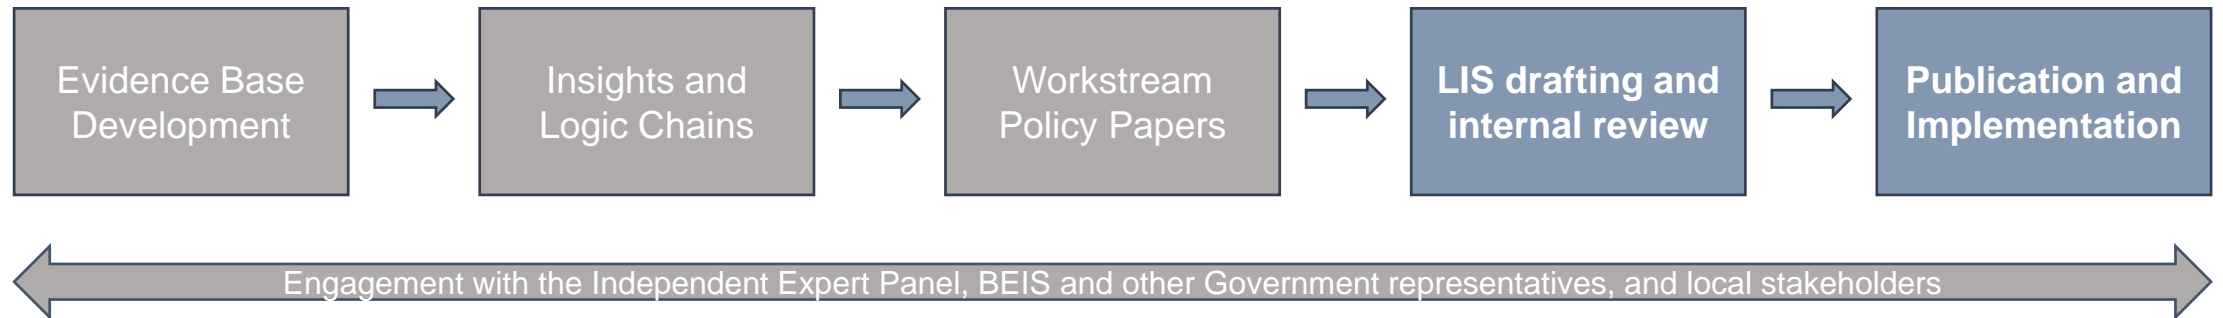 Evidence Base
Development
Insights and
Logic Chains
Workstream
Policy Papers
LIS drafting and
internal review
Publication and
Implementation
Engagement with the Independent Expert Panel, BEIS and other Government representatives, and local stakeholders